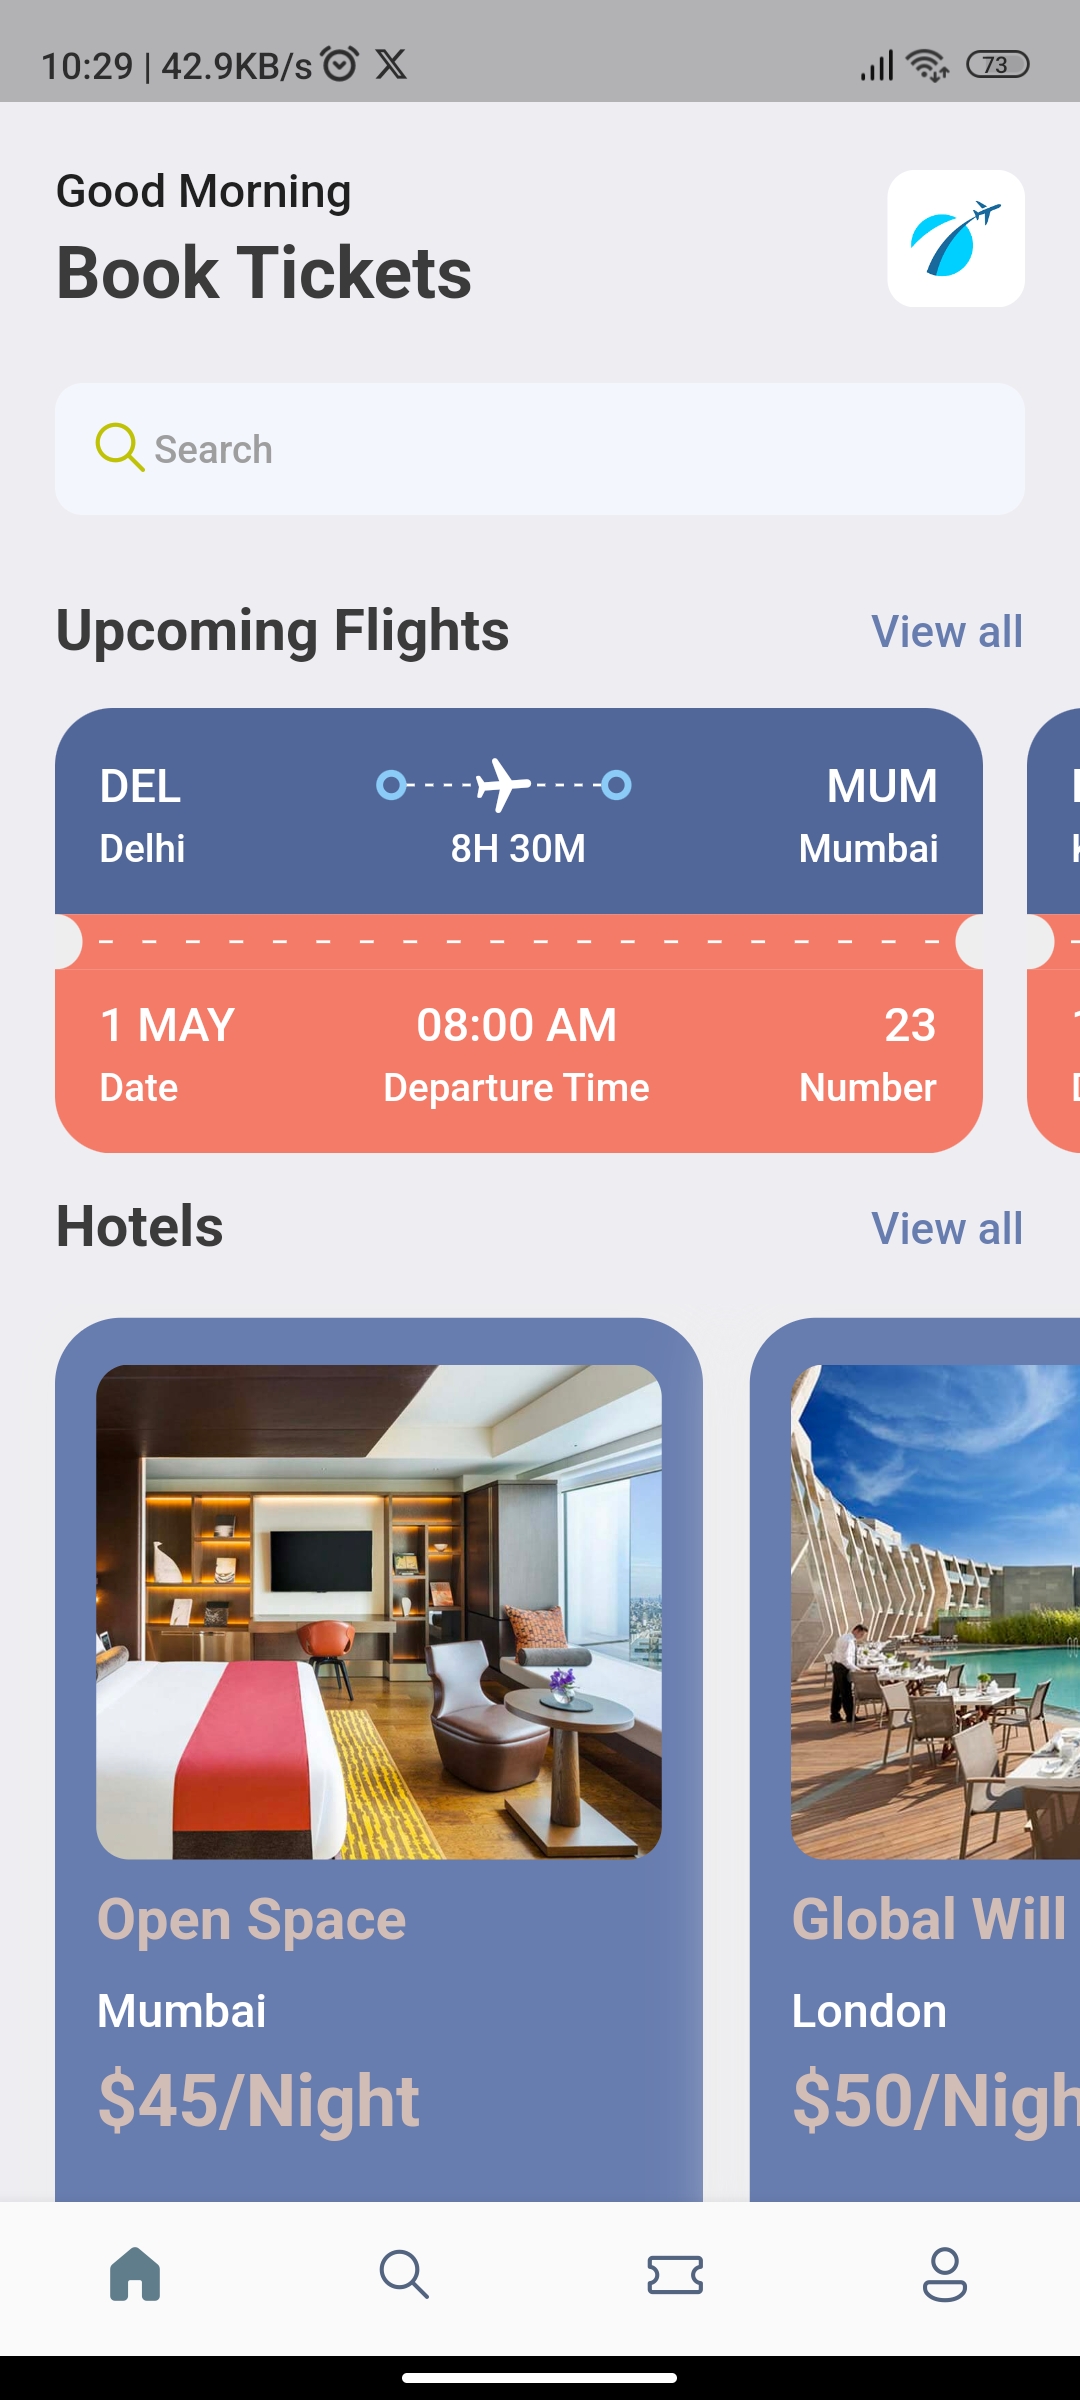 10:29 | 42.9KB/s
73
Good Morning
Book Tickets
Search
Upcoming Flights
View all
DEL
MUM
Delhi
8H 30M
Mumbai
1 MAY
08:00 AM
23
Date
Departure Time
Number
Hotels
View all
Open Space
Global Will
Mumbai
London
$45/Night
$50/Nigh